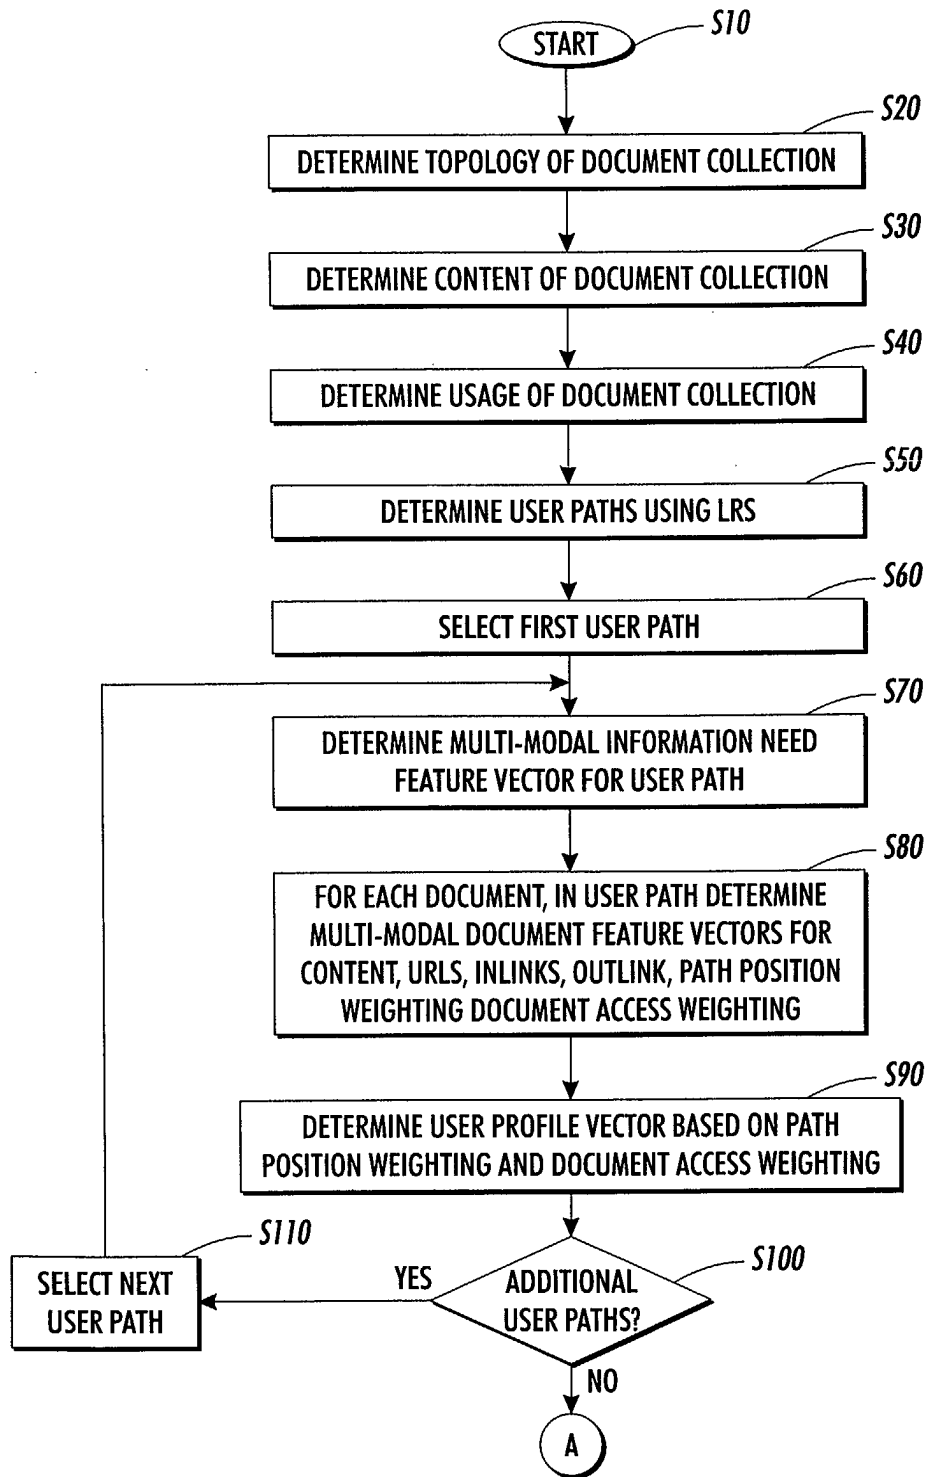 START
S10
S20
DETERMINE TOPOLOGY OF DOCUMENT COLLECTION
S30
DETERMINE CONTENT OF DOCUMENT COLLECTION
S40
DETERMINE USAGE OF DOCUMENT COLLECTION
S50
DETERMINE USER PATHS USING LRS
S60
SELECT FIRST USER PATH
S70
DETERMINE MULTI-MODAL INFORMATION NEED
FEATURE VECTOR FOR USER PATH
S80
FOR EACH DOCUMENT, IN USER PATH DETERMINE
MULTI-MODAL DOCUMENT FEATURE VECTORS FOR
CONTENT, URLS, INLINKS, OUTLINK, PATH POSITION
WEIGHTING DOCUMENT ACCESS WEIGHTING
S90
DETERMINE USER PROFILE VECTOR BASED ON PATH
POSITION WEIGHTING AND DOCUMENT ACCESS WEIGHTING
S110
SELECT NEXT
USER PATH
YES
S100
ADDITIONAL
USER PATHS?
NO
A